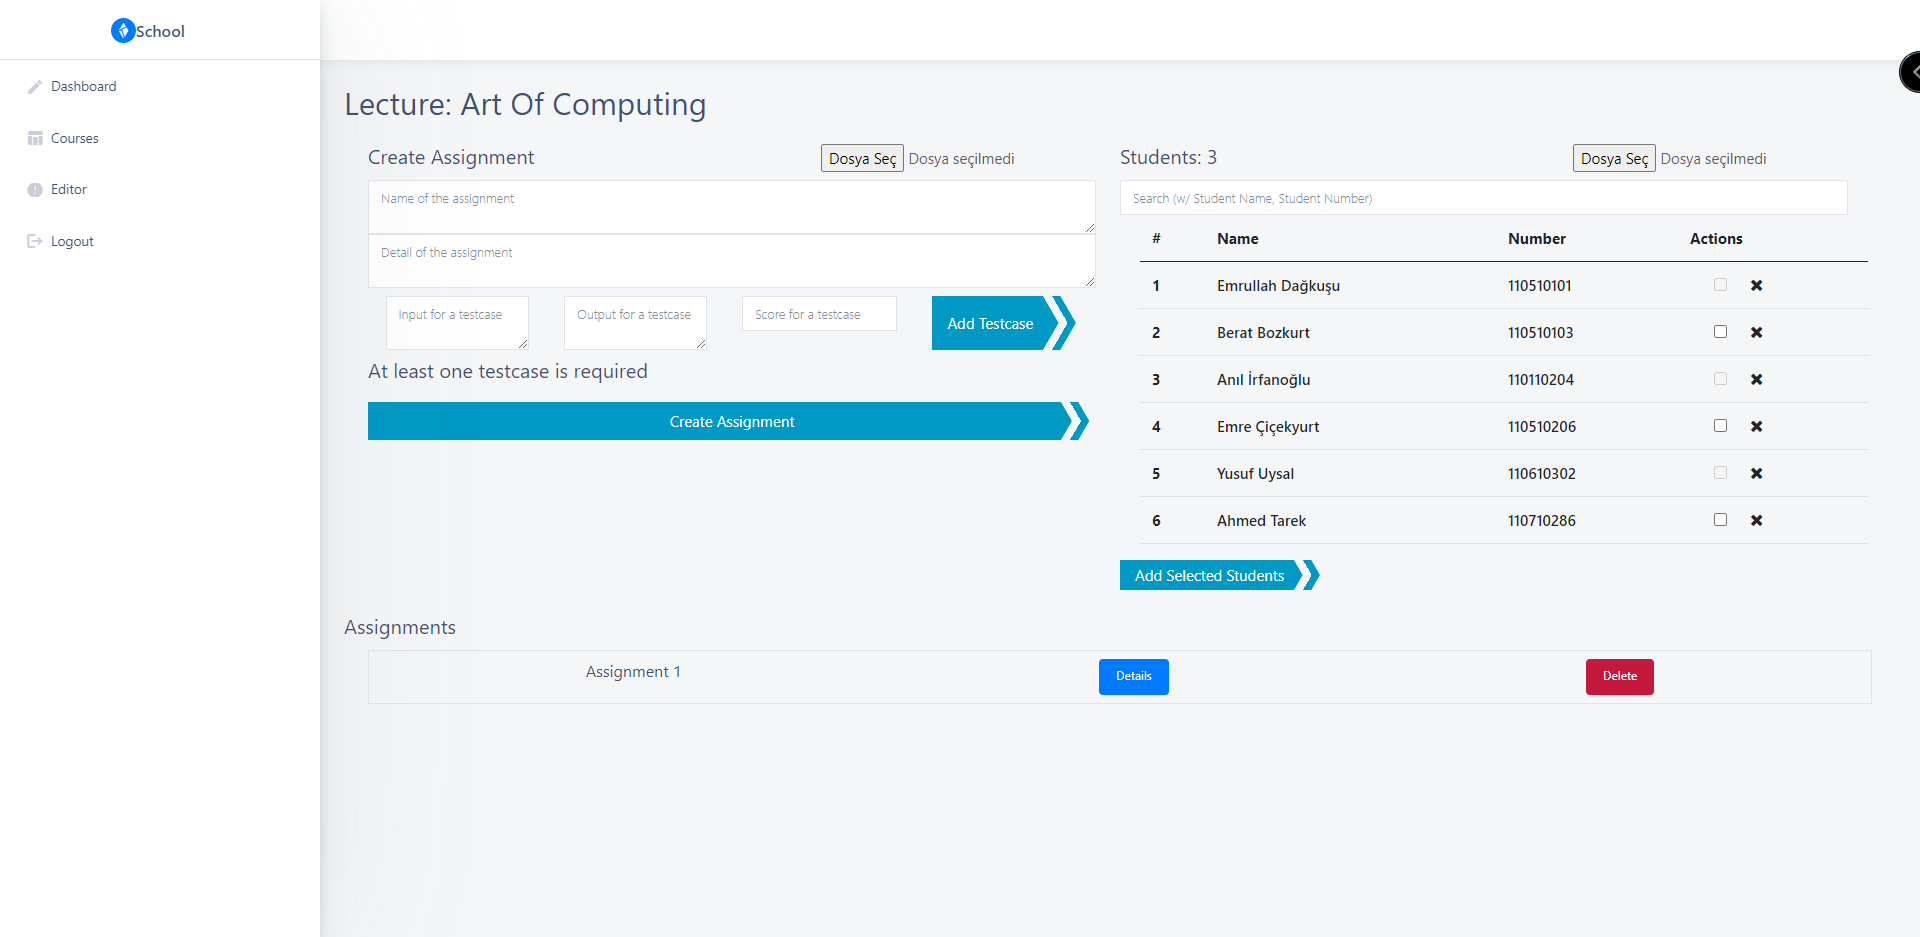 School
Dashboard
Courses
Editor
Logout
Lecture: Art Of Computing
Create Assignment
Dosya Seç Dosya seçilmedi
Name of the assignment
Detail of the assignment
Input for a testcase
Output for a testcase
Score for a testcase
Add Testcase
At least one testcase is required
Create Assignment
Students: 3
Dosya Seç Dosya seçilmedi
Search (w/ Student Name, Student Number)
# Name Number Actions
1 Emrullah Dağkuşu 110510101
2 Berat Bozkurt 110510103
3 Anıl İrfanoğlu 110110204
4 Emre Çiçekyurt 110510206
5 Yusuf Uysal 110610302
6 Ahmed Tarek 110710286
Add Selected Students
Assignments
Assignment 1 Details Delete